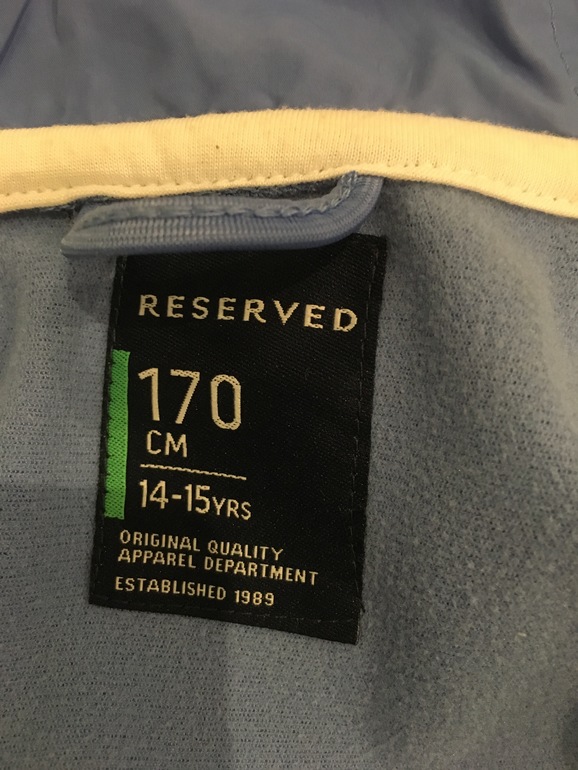 RESERVED
170
CM
14-15YRS
ORIGINAL QUALITY
APPAREL DEPARTMENT
ESTABLISHED 1989